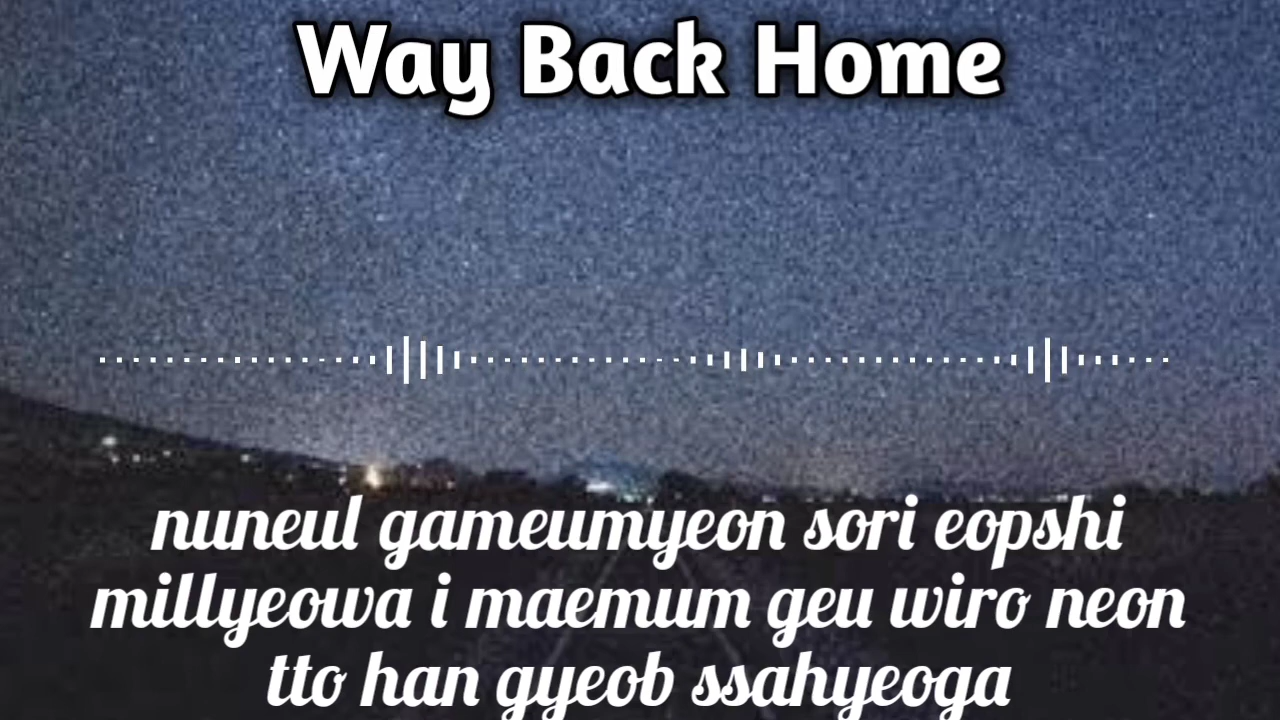 Way Back Home
nuneul gameumyeon sori eopshi
millyeowa i maemum geu wiro neon
tto han gyeob ssahyeoga